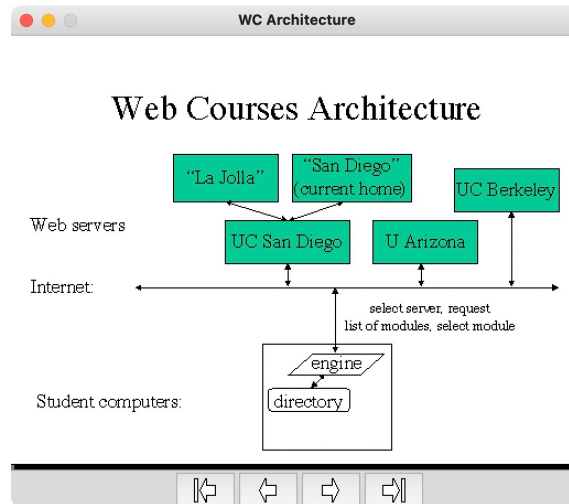 WC Architecture
Web Courses Architecture
“La Jolla”
“San Diego”
(current home)
UC Berkeley
Web servers
UC San Diego
U Arizona
Internet:
select server, request
list of modules, select module
engine
Student computers:
directory